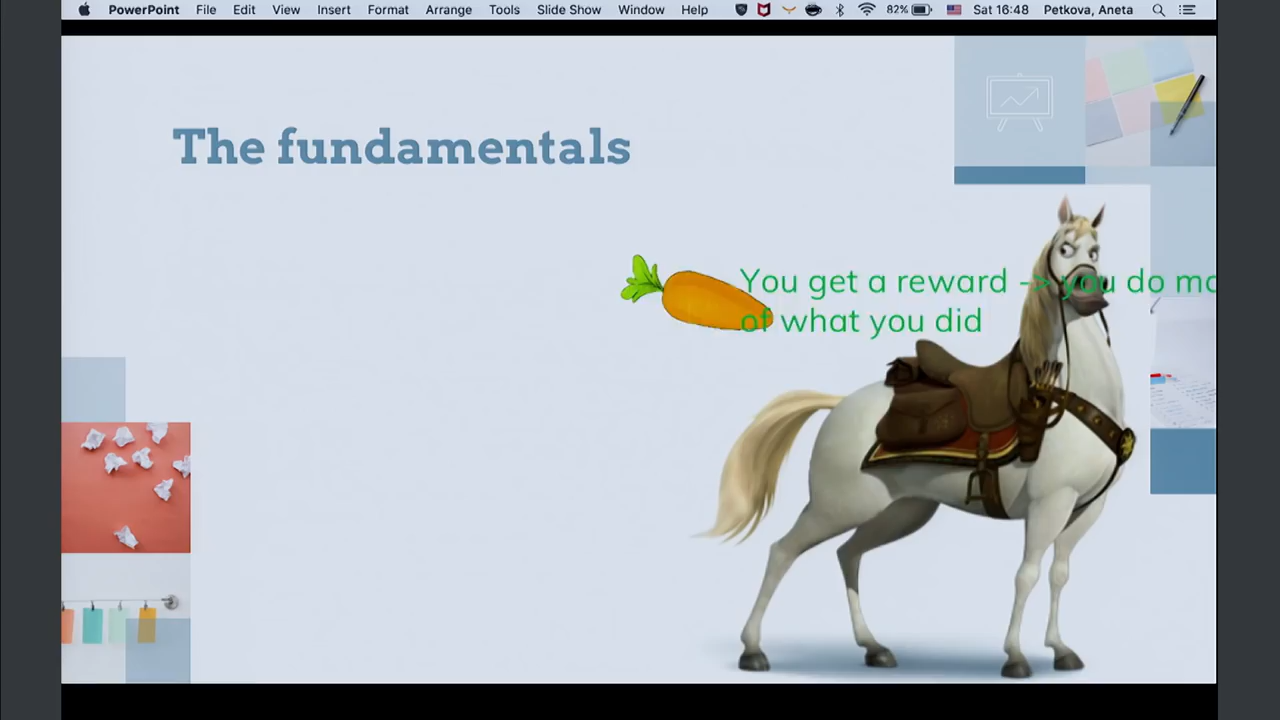 PowerPoint File Edit View Insert Format Arrange Tools Slide Show Window Help 82% Sat 16:48 Petkova, Aneta
The fundamentals
You get a reward -> you do mo
of what you did